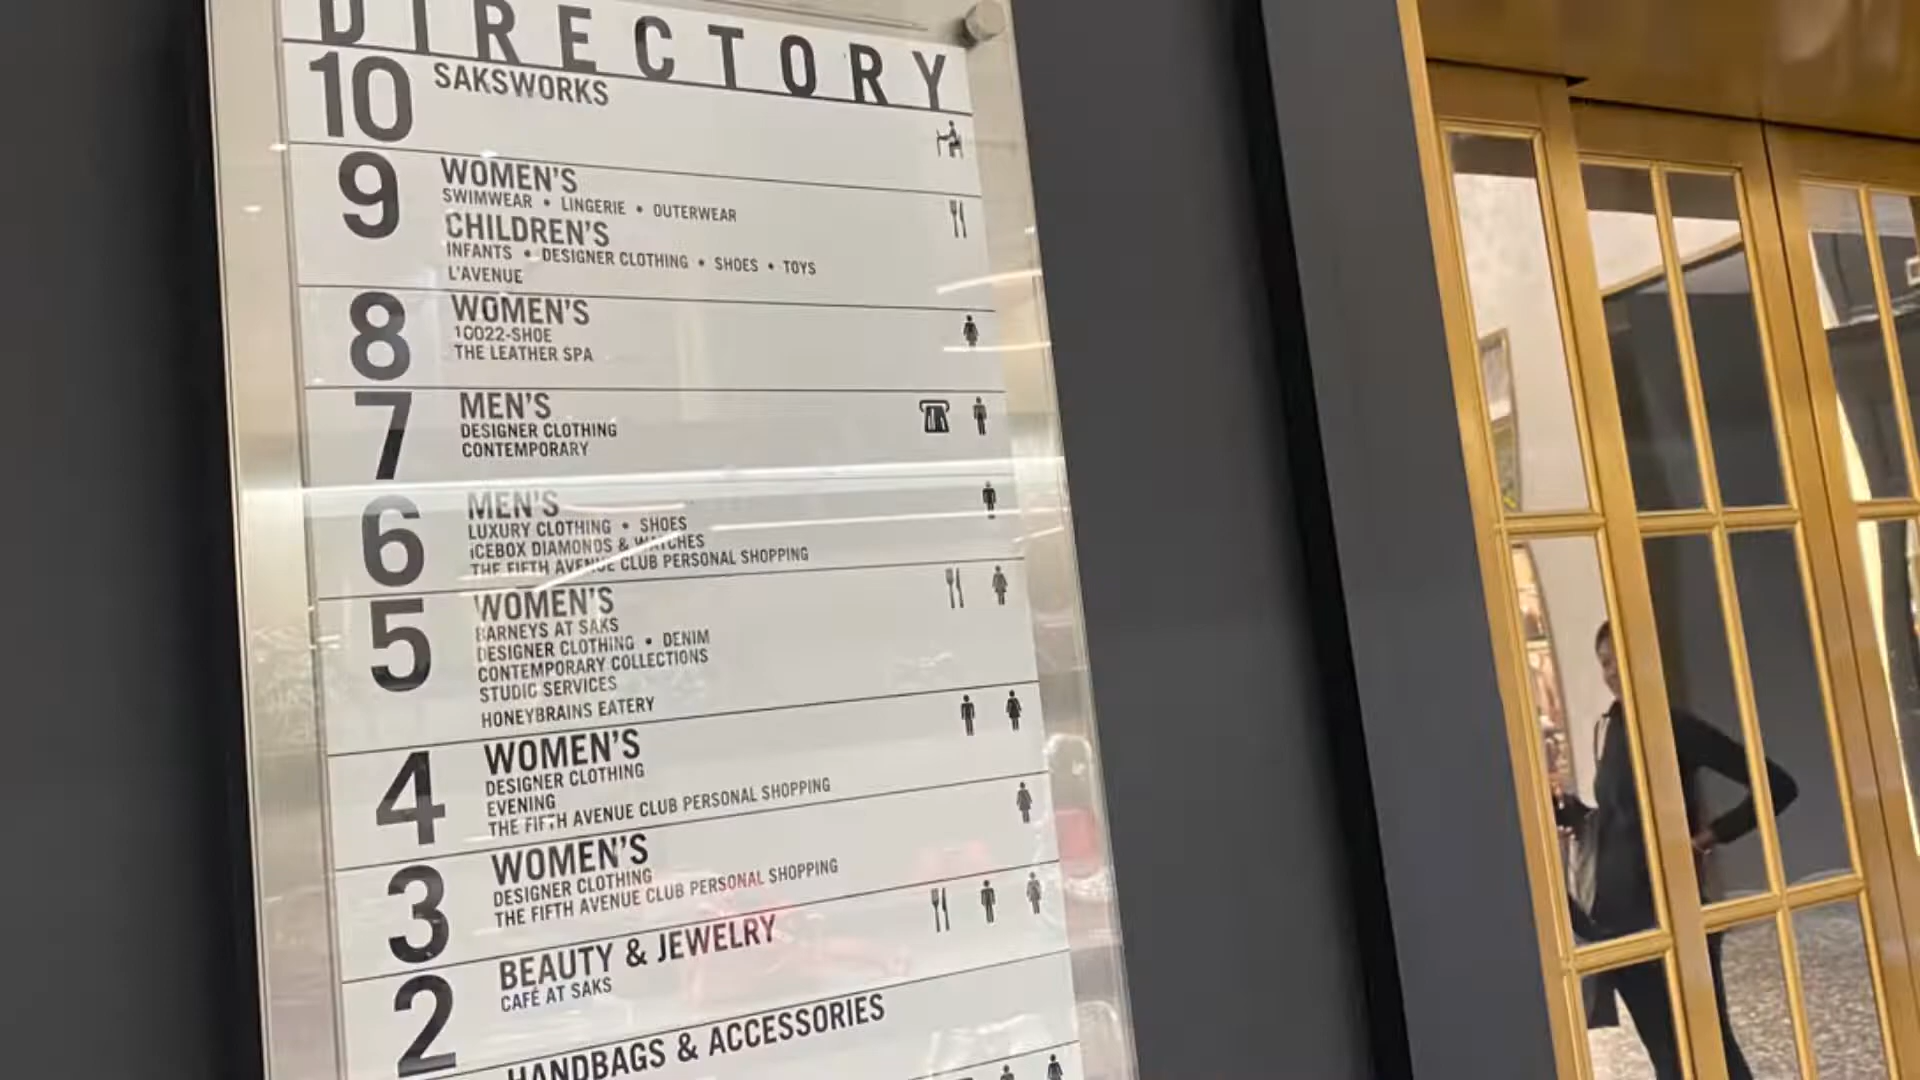 DIRECTORY
10 SAKSWORKS
9 WOMEN'S
SWIMWEAR • LINGERIE • OUTERWEAR
CHILDREN'S
INFANTS • DESIGNER CLOTHING • SHOES • TOYS
L'AVENUE
8 WOMEN'S
10022-SHOE
THE LEATHER SPA
7 MEN'S
DESIGNER CLOTHING
CONTEMPORARY
6 MEN'S
LUXURY CLOTHING • SHOES
ICEBOX DIAMONDS & WATCHES
THE FIFTH AVENUE CLUB PERSONAL SHOPPING
5 WOMEN'S
BARNEYS AT SAKS
DESIGNER CLOTHING • DENIM
CONTEMPORARY COLLECTIONS
STUDIO SERVICES
HONEYBRAINS EATERY
4 WOMEN'S
DESIGNER CLOTHING
EVENING
THE FIFTH AVENUE CLUB PERSONAL SHOPPING
3 WOMEN'S
DESIGNER CLOTHING
THE FIFTH AVENUE CLUB PERSONAL SHOPPING
2 BEAUTY & JEWELRY
CAFÉ AT SAKS
HANDBAGS & ACCESSORIES